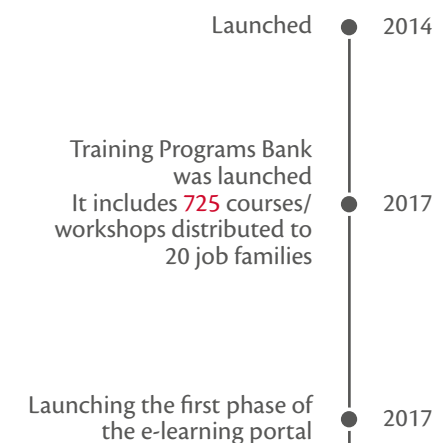 Launched 2014
Training Programs Bank
was launched
It includes 725 courses/ 2017
workshops distributed to
20 job families
Launching the first phase of 2017
the e-learning portal